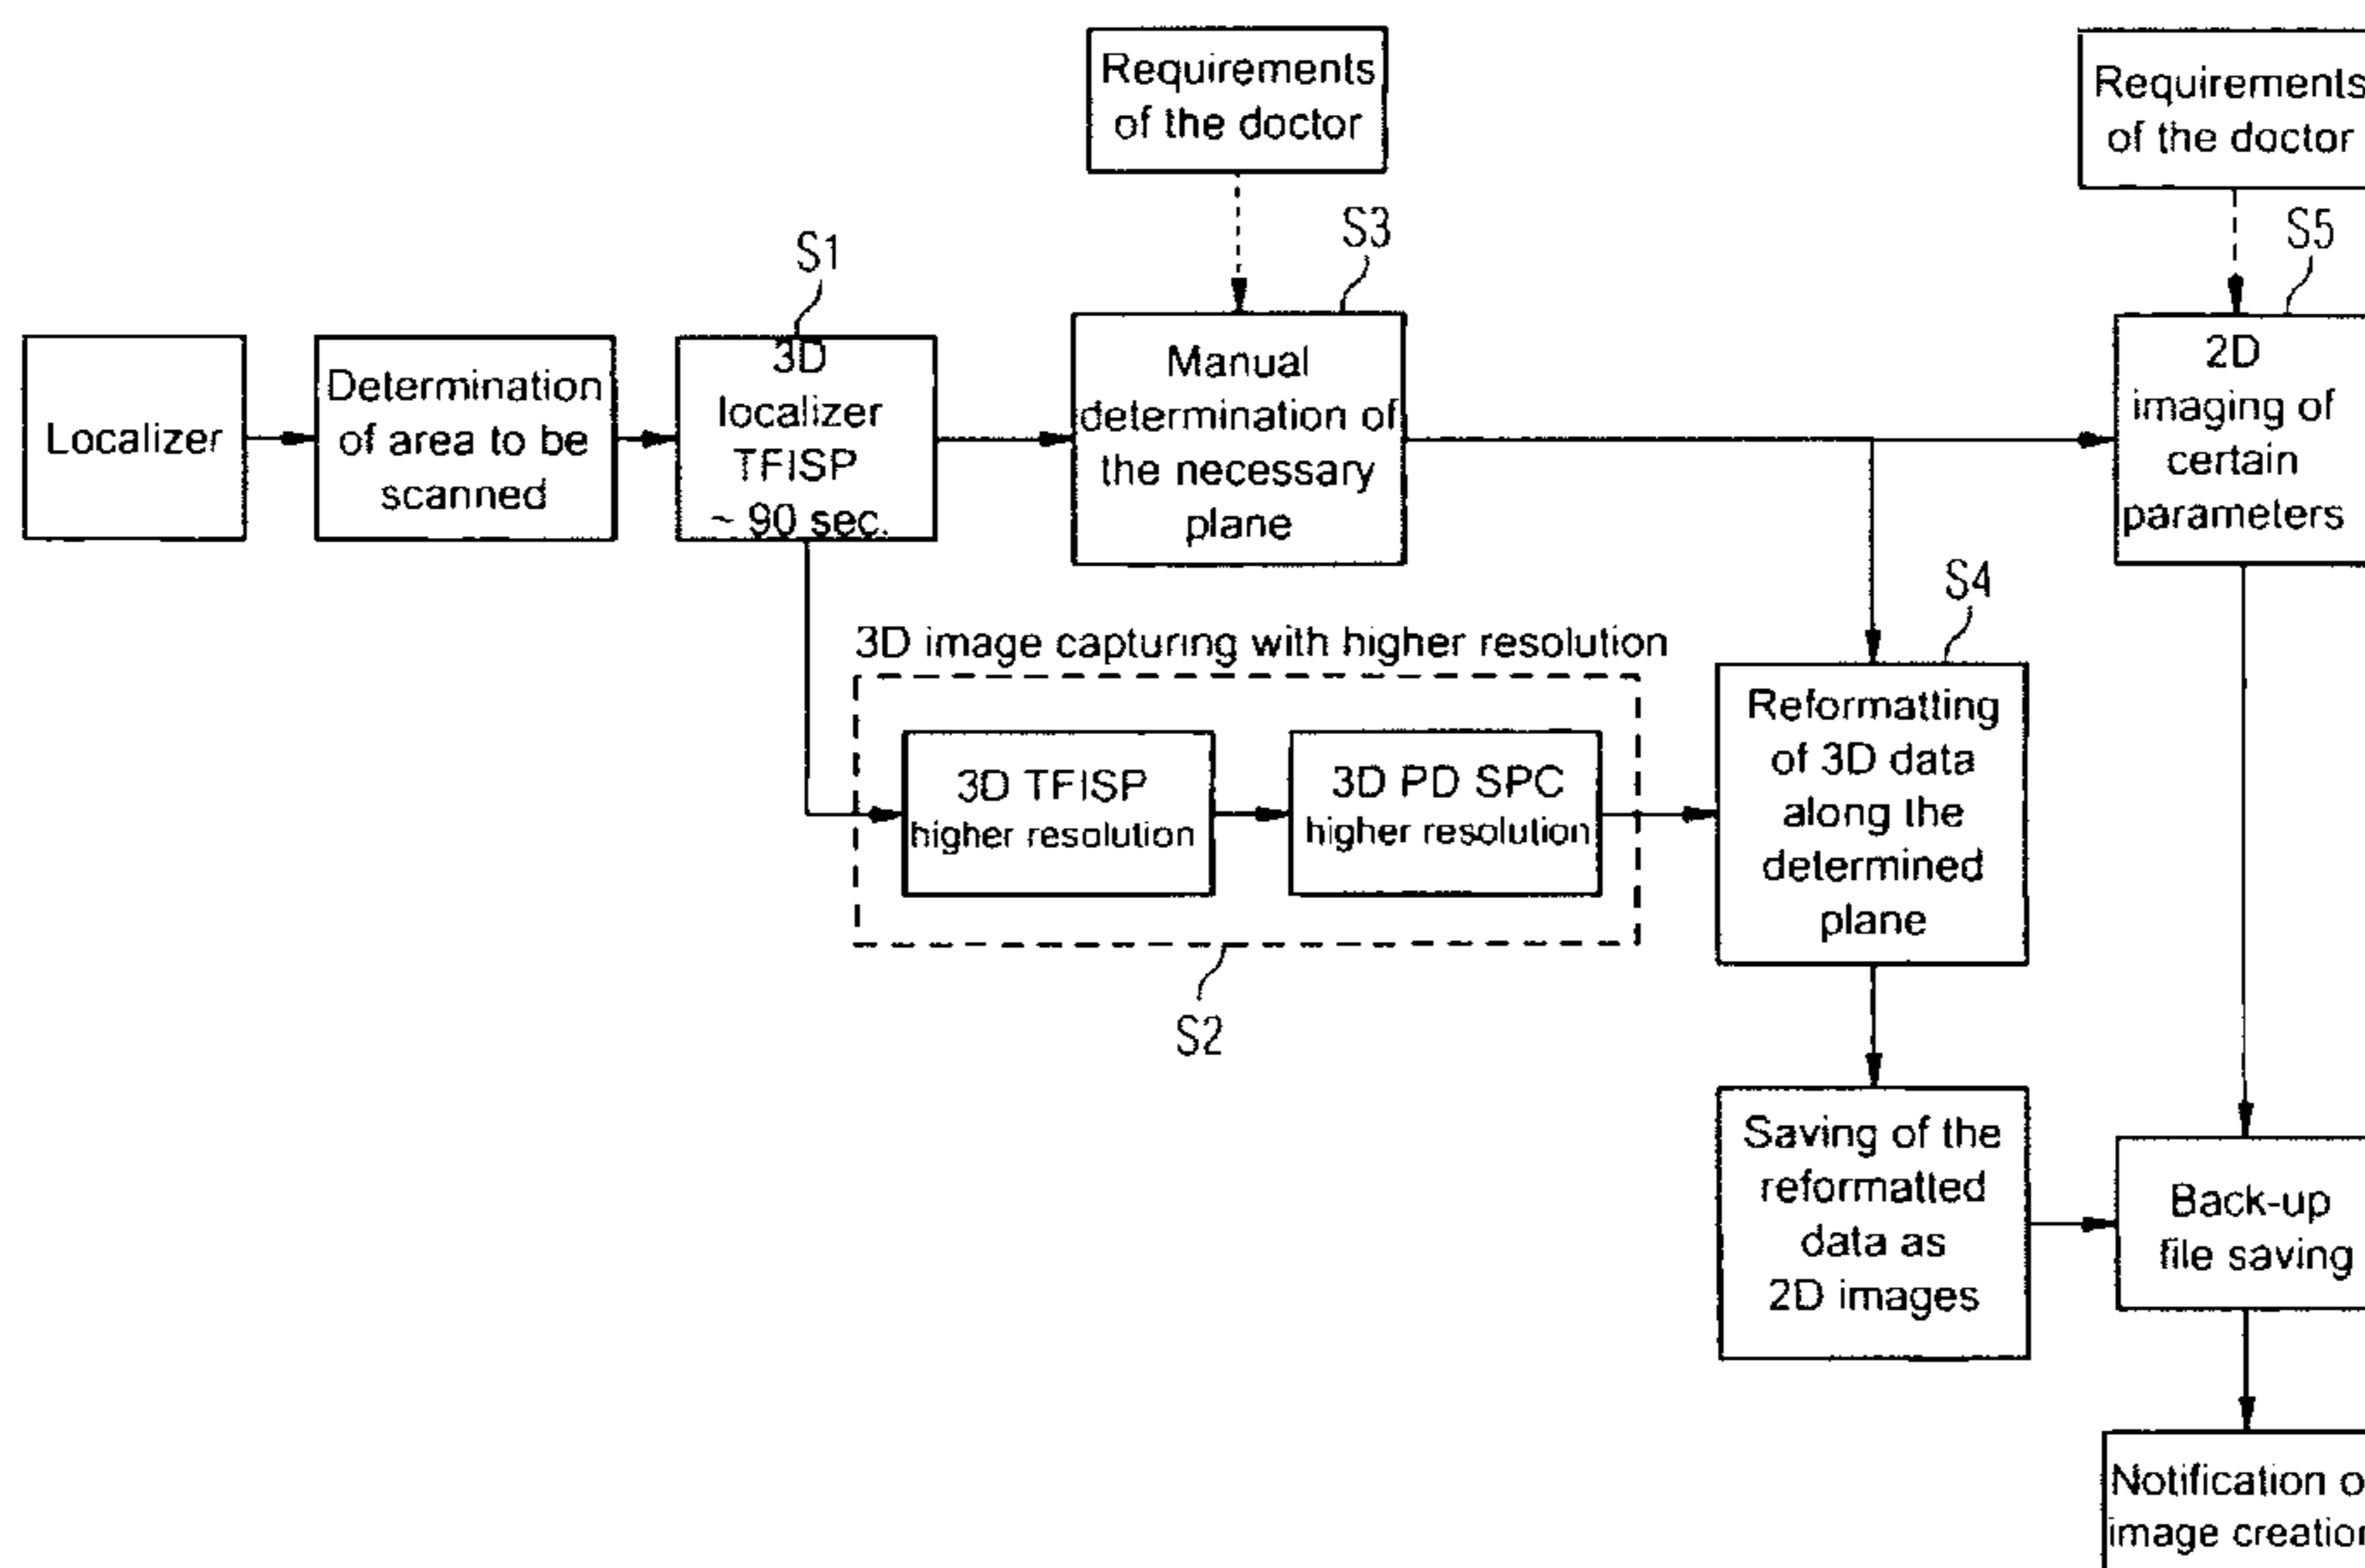 Requirements
of the doctor
Requirements
of the doctor
S1
S3
S5
Localizer
Determination
of area to be
scanned
3D
localizer
TFISP
~ 90 sec.
Manual
determination of
the necessary
plane
2D
imaging of
certain
parameters
S4
3D image capturing with higher resolution
3D TFISP
higher resolution
3D PD SPC
higher resolution
Reformatting
of 3D data
along the
determined
plane
S2
Saving of the
reformatted
data as
2D images
Back-up
file saving
Notification o
image creation